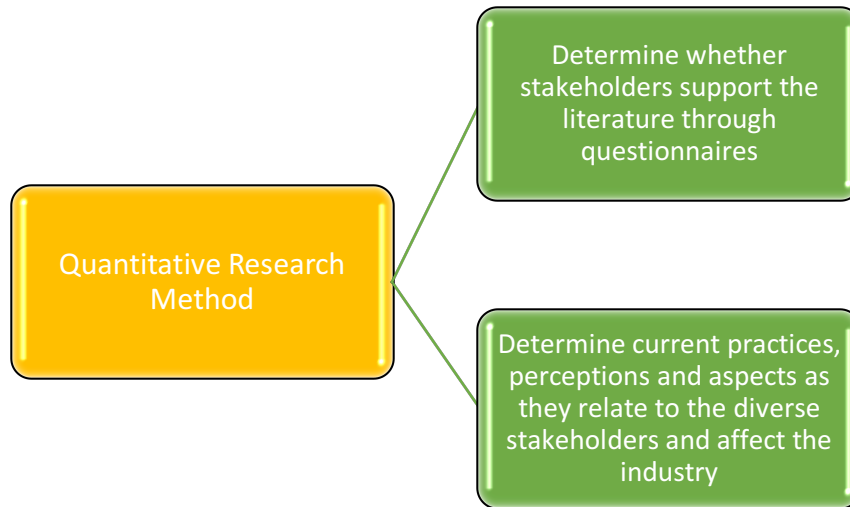 Determine whether
stakeholders support the
literature through
questionnaires
Quantitative Research
Method
Determine current practices,
perceptions and aspects as
they relate to the diverse
stakeholders and affect the
industry